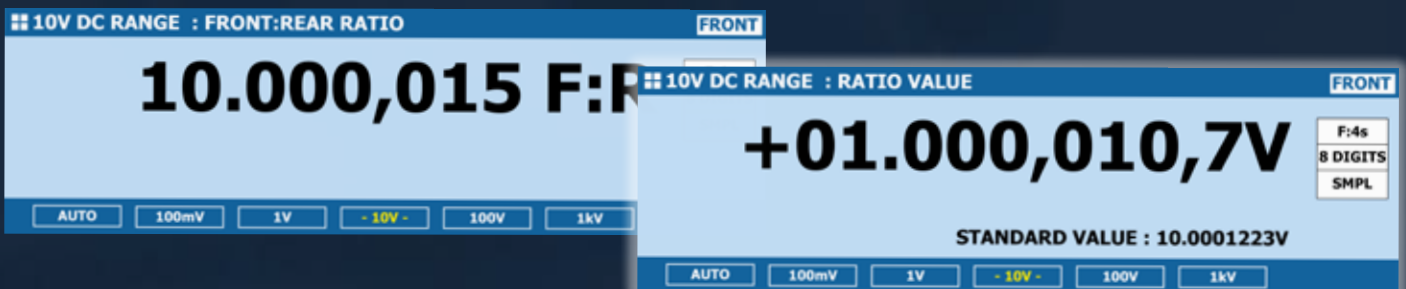 10V DC RANGE : FRONT:REAR RATIO FRONT
10.000,015 F:R
AUTO 100mV 1V - 10V - 100V 1kV
10V DC RANGE : RATIO VALUE FRONT
+01.000,010,7V
F:4s
8 DIGITS
SMPL
STANDARD VALUE : 10.0001223V
AUTO 100mV 1V - 10V - 100V 1kV